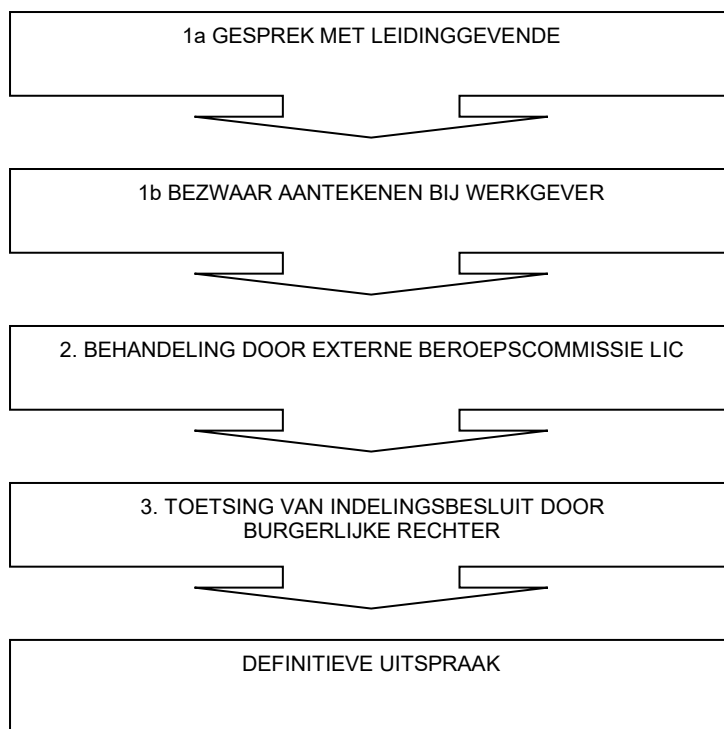 1a GESPREK MET LEIDINGGEVENDE
1b BEZWAAR AANTEKENEN BIJ WERKGEVER
2. BEHANDELING DOOR EXTERNE BEROEPSCOMMISSIE LIC
3. TOETSING VAN INDELINGSBESLUIT DOOR
BURGERLIJKE RECHTER
DEFINITIEVE UITSPRAAK